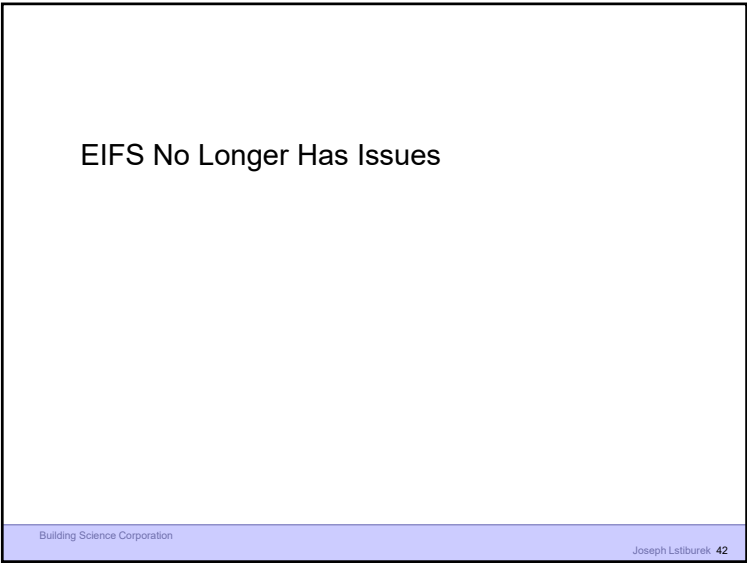 EIFS No Longer Has Issues
Building Science Corporation
Joseph Lstiburek 42